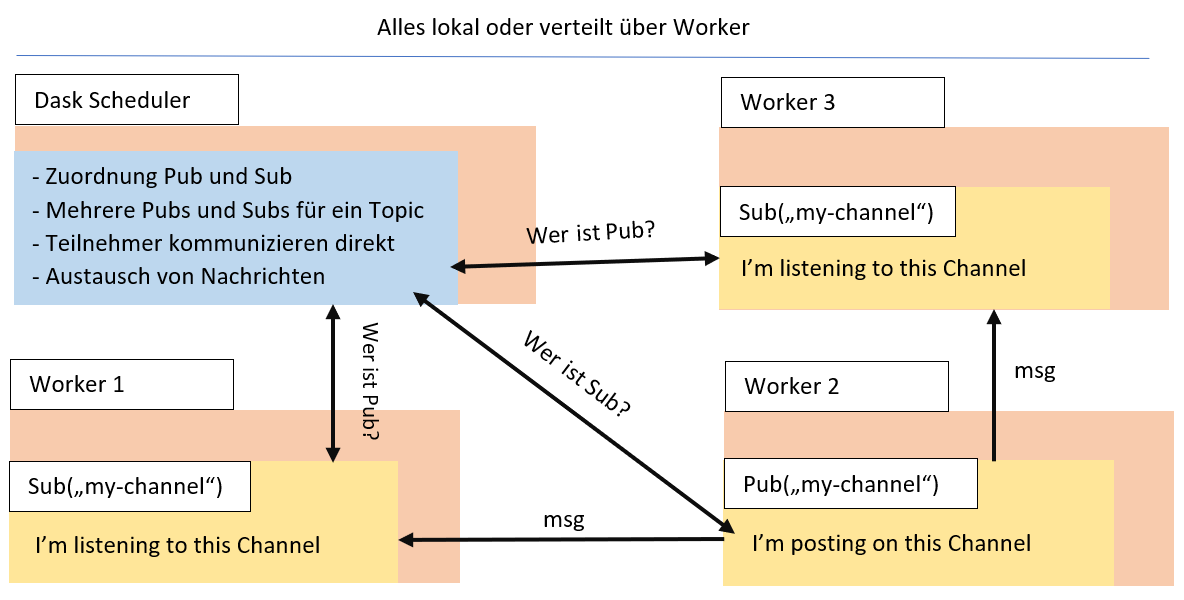 Alles lokal oder verteilt über Worker
Dask Scheduler
- Zuordnung Pub und Sub
- Mehrere Pubs und Subs für ein Topic
- Teilnehmer kommunizieren direkt
- Austausch von Nachrichten
Wer ist Pub?
Worker 3
Sub(„my-channel“)
I’m listening to this Channel
Wer ist Pub?
Wer ist Sub?
msg
Worker 1
Sub(„my-channel“)
I’m listening to this Channel
msg
Worker 2
Pub(„my-channel“)
I’m posting on this Channel